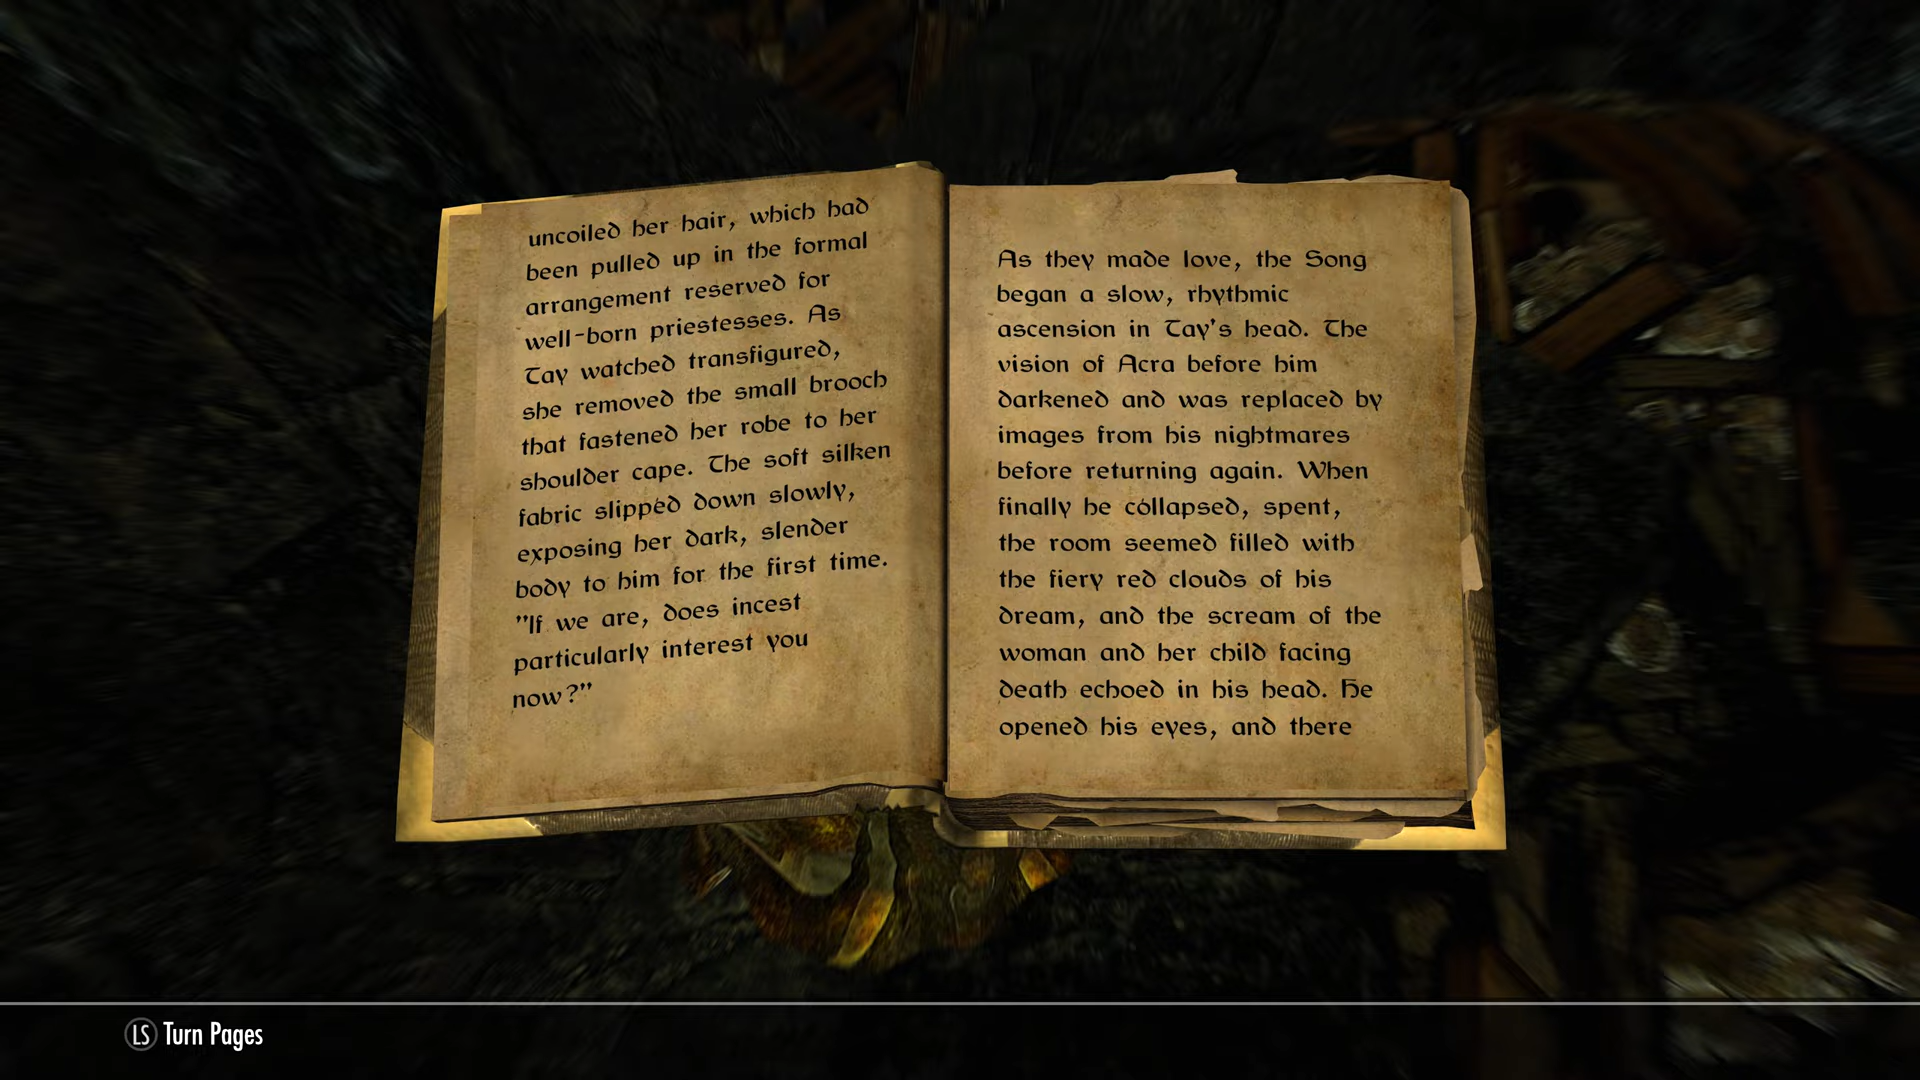 uncoiled her hair, which had
been pulled up in the formal
arrangement reserved for
well-born priestesses. As
Tay watched transfigured,
she removed the small brooch
that fastened her robe to her
shoulder cape. The soft silken
fabric slipped down slowly,
exposing her dark, slender
body to him for the first time.
"If we are, does incest
particularly interest you
now?"
As they made love, the Song
began a slow, rhythmic
ascension in Tay's head. The
vision of Acra before him
darkened and was replaced by
images from his nightmares
before returning again. When
finally he collapsed, spent,
the room seemed filled with
the fiery red clouds of his
dream, and the scream of the
woman and her child facing
death echoed in his head. He
opened his eyes, and there
LS Turn Pages